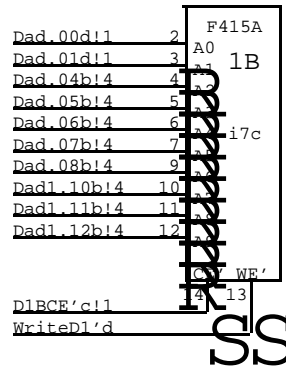 F415A
Dad.00d!1 2 A0
Dad.01d!1 3 A1 1B
Dad.04b!4 4
Dad.05b!4 5
Dad.06b!4 6 i7c
Dad.07b!4 7
Dad.08b!4 9
Dad1.10b!4 10
Dad1.11b!4 11
Dad1.12b!4 12
WE'
14 13
D1BCE'c!1
WriteD1'd
SS